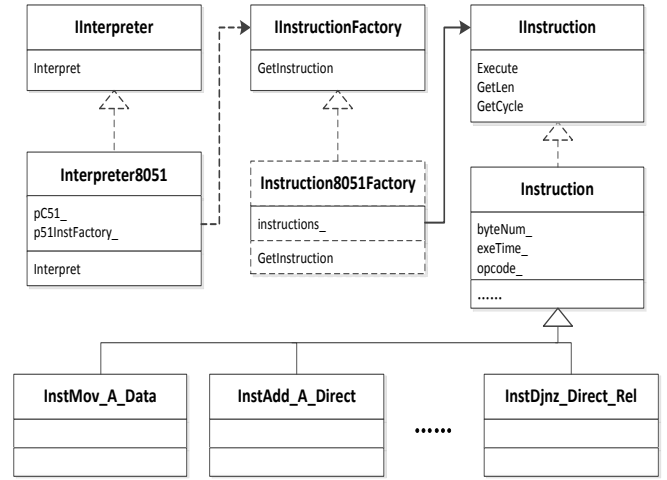 IInterpreter
Interpret
IInstructionFactory
GetInstruction
IInstruction
Execute
GetLen
GetCycle
Interpreter8051
pC51_
p51InstFactory_
Interpret
Instruction8051Factory
instructions_
GetInstruction
Instruction
byteNum_
exeTime_
opcode_
......
InstMov_A_Data
InstAdd_A_Direct
......
InstDjnz_Direct_Rel